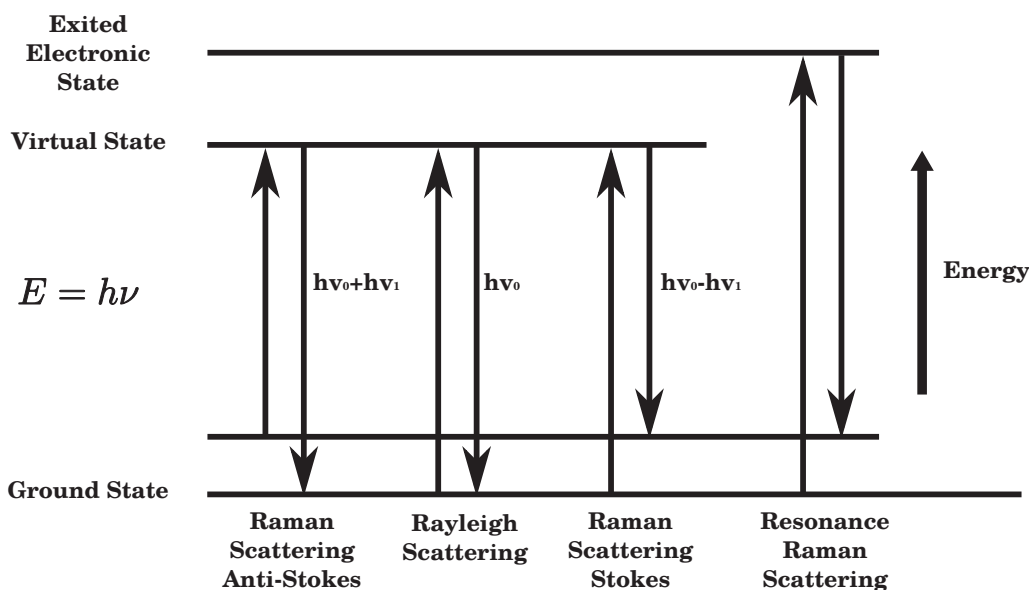 Exited
Electronic
State
Virtual State
E = hν
hv₀+hv₁
hv₀
hv₀-hv₁
Energy
Ground State
Raman
Scattering
Anti-Stokes
Rayleigh
Scattering
Raman
Scattering
Stokes
Resonance
Raman
Scattering